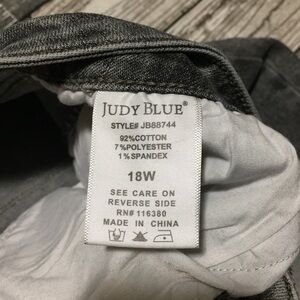 JUDY BLUE®
STYLE# JB88744
92%COTTON
7%POLYESTER
1%SPANDEX
18W
SEE CARE ON
REVERSE SIDE
RN# 116380
MADE IN CHINA